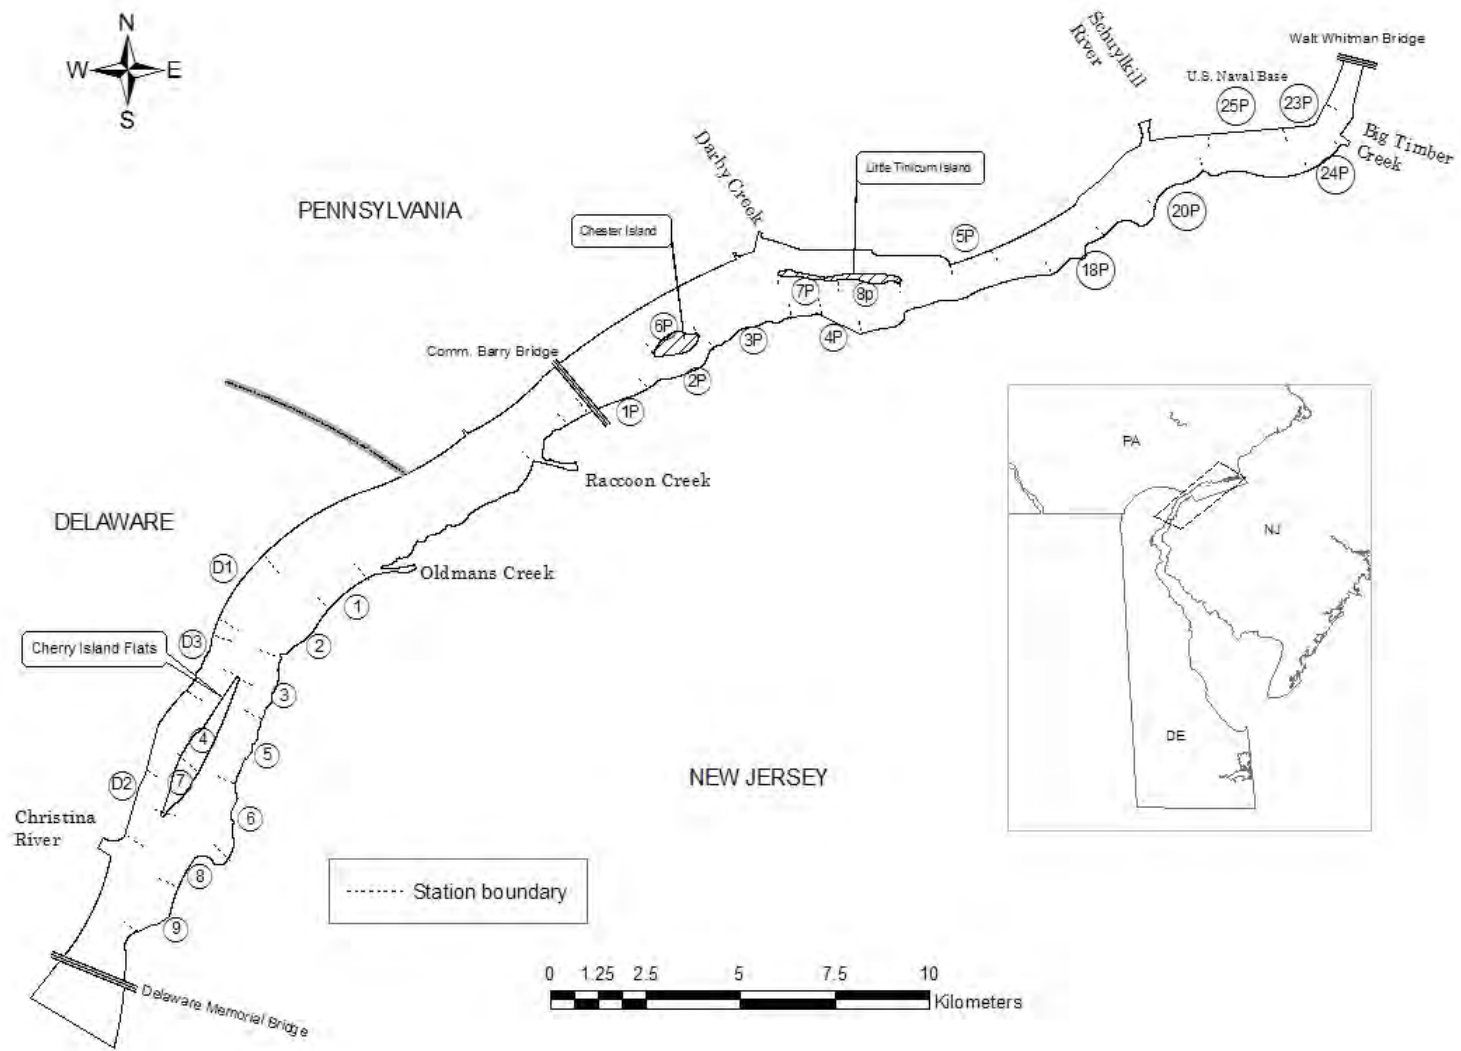 N
W E
S
Schuylkill
River
Walt Whitman Bridge
U.S. Naval Base
25P
23P
Big Timber
Creek
24P
Darby Creek
Little Tinicum Island
20P
PENNSYLVANIA
Chester Island
5P
18P
7P
8p
6P
3P
4P
Comm. Barry Bridge
2P
1P
Raccoon Creek
DELAWARE
D1
Oldmans Creek
1
D3
2
Cherry Island Flats
3
4
5
7
D2
6
Christina
River
8
9
NEW JERSEY
PA
NJ
DE
Station boundary
0 1.25 2.5 5 7.5 10
Kilometers
Delaware Memorial Bridge